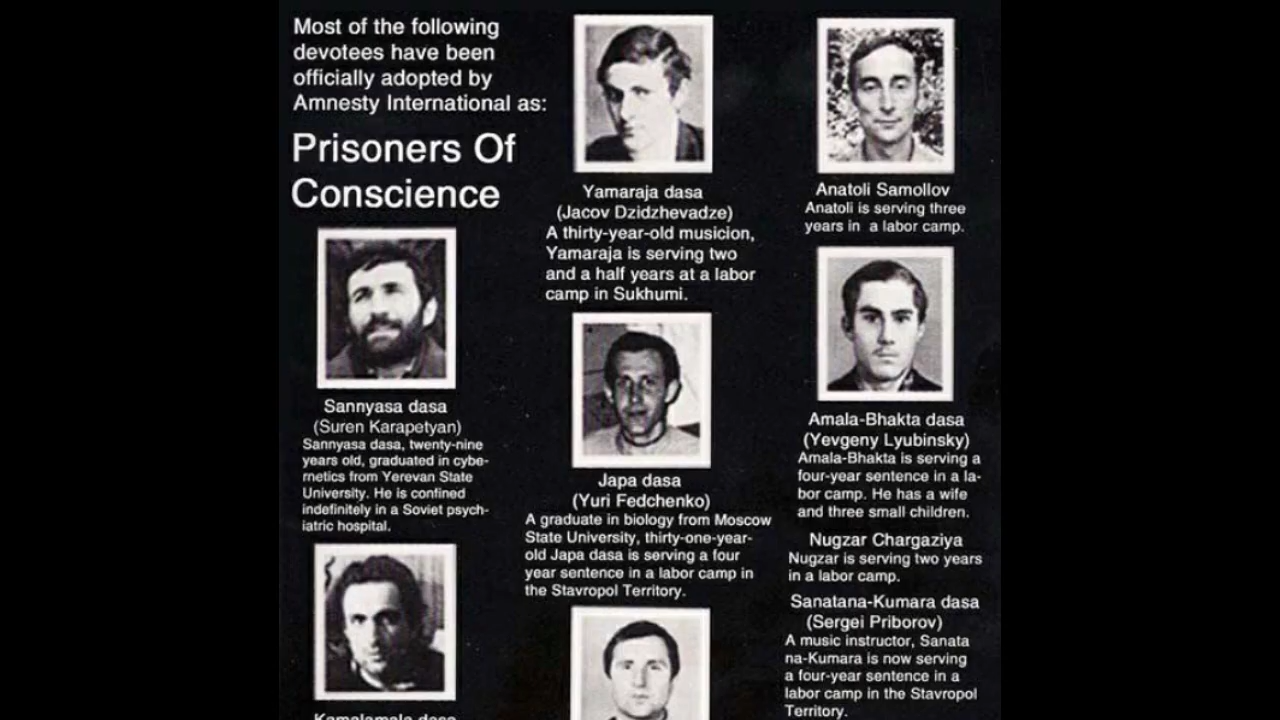 Most of the following
devotees have been
officially adopted by
Amnesty International as:
Prisoners Of
Conscience
Sannyasa dasa
(Suren Karapetyan)
Sannyasa dasa, twenty-nine
years old, graduated in cybe-
rnetics from Yerevan State
University. He is confined
indefinitely in a Soviet psych-
iatric hospital.
Kamalamala dasa
Yamaraja dasa
(Jacov Dzidzhevadze)
A thirty-year-old musicion,
Yamaraja is serving two
and a half years at a labor
camp in Sukhumi.
Japa dasa
(Yuri Fedchenko)
A graduate in biology from Moscow
State University, thirty-one-year-
old Japa dasa is serving a four
year sentence in a labor camp in
the Stavropol Territory.
Anatoli Samollov
Anatoli is serving three
years in a labor camp.
Amala-Bhakta dasa
(Yevgeny Lyubinsky)
Amala-Bhakta is serving a
four-year sentence in a la-
bor camp. He has a wife
and three small children.
Nugzar Chargaziya
Nugzar is serving two years
in a labor camp.
Sanatana-Kumara dasa
(Sergei Priborov)
A music instructor, Sanata
na-Kumara is now serving
a four-year sentence in a
labor camp in the Stavropol
Territory.